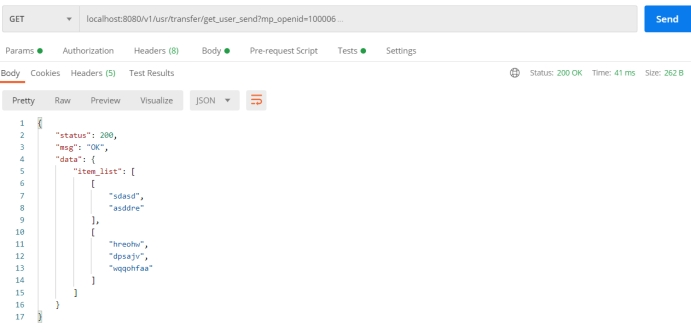 GET localhost:8080/v1/usr/transfer/get_user_send?mp_openid=100006... Send
Params Authorization Headers (8) Body Pre-request Script Tests Settings
Body Cookies Headers (5) Test Results Status: 200 OK Time: 41 ms Size: 262 B
Pretty Raw Preview Visualize JSON
1 {
2 "status": 200,
3 "msg": "OK",
4 "data": {
5 "item_list": [
6 [
7 "sdasd",
8 "asddre"
9 ],
10 [
11 "hreohw",
12 "dpsajv",
13 "wqqohfaa"
14 ]
15 ]
16 }
17 }